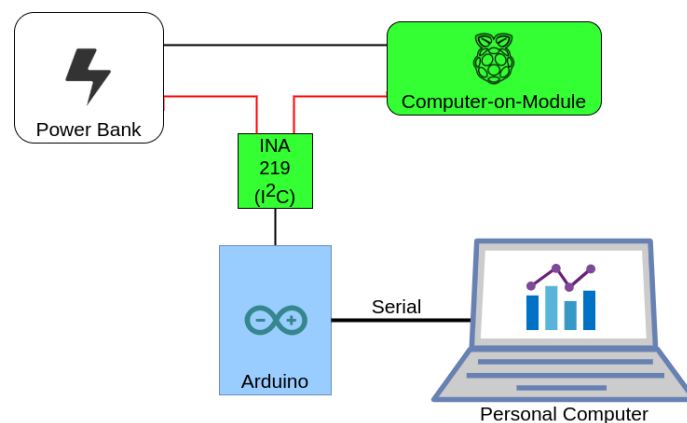 Power Bank
Computer-on-Module
INA
219
(I²C)
Arduino
Serial
Personal Computer